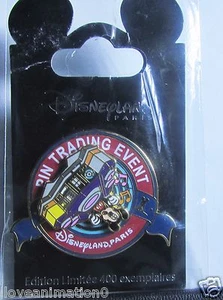 DISNEYLAND
PARIS
PIN TRADING EVENT
DISNEYLAND PARIS
Edition Limitée 400 exemplaires
loveanimation0